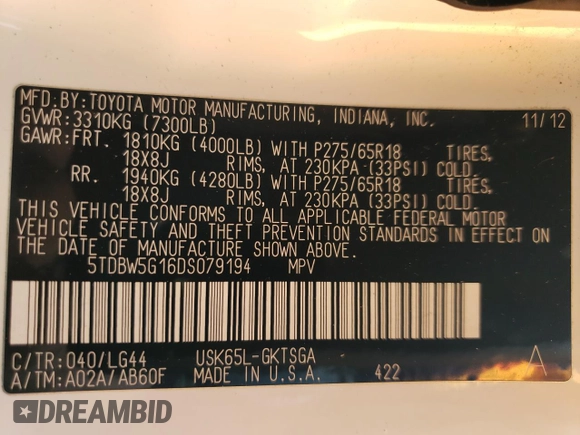 MFD.BY:TOYOTA MOTOR MANUFACTURING, INDIANA, INC. 11/12
GVWR:3310KG (7300LB)
GAWR:FRT. 1810KG (4000LB) WITH P275/65R18 TIRES,
18X8J RIMS, AT 230KPA (33PSI) COLD.
RR. 1940KG (4280LB) WITH P275/65R18 TIRES,
18X8J RIMS, AT 230KPA (33PSI) COLD.
THIS VEHICLE CONFORMS TO ALL APPLICABLE FEDERAL MOTOR
VEHICLE SAFETY AND THEFT PREVENTION STANDARDS IN EFFECT ON
THE DATE OF MANUFACTURE SHOWN ABOVE.
5TDBW5G16DS079194 MPV
C/TR:040/LG44 USK65L-GKTSGA A
A/TM:A02A/AB60F MADE IN U.S.A. 422
DREAMBID